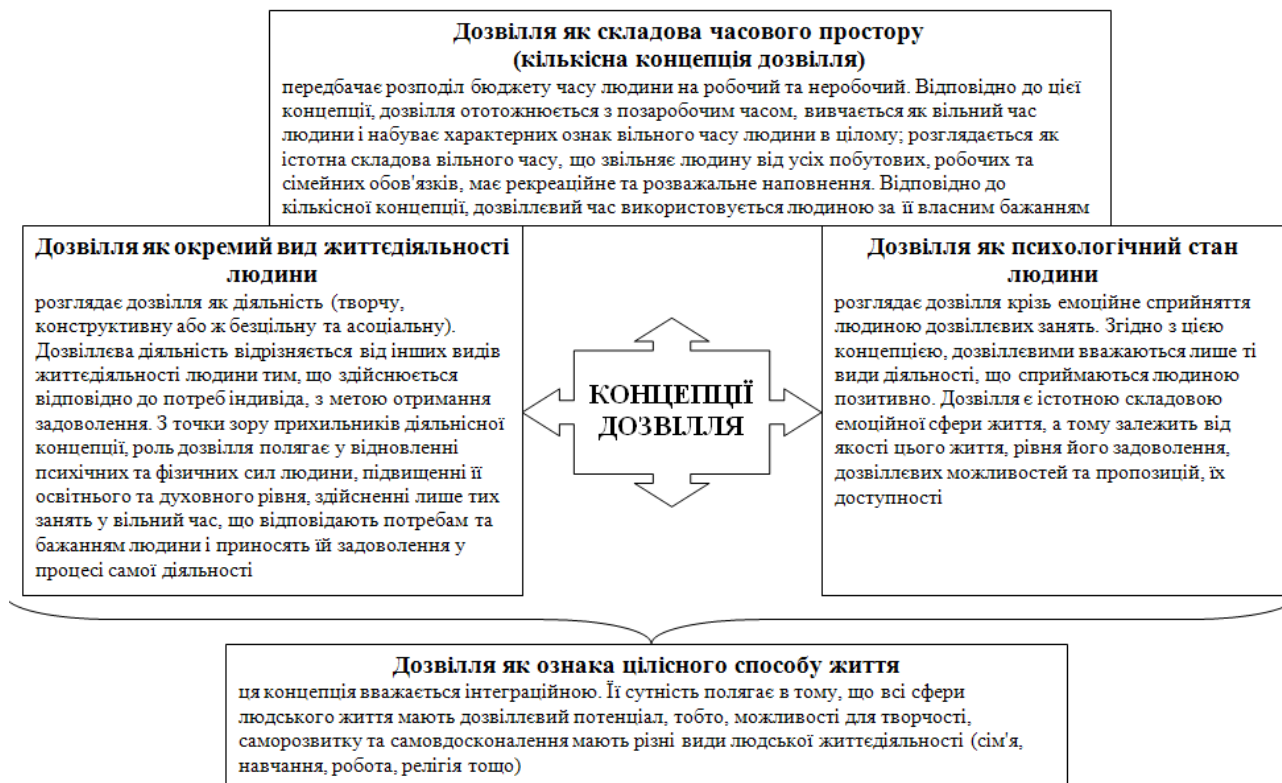 Дозвілля як складова часового простору
(кількісна концепція дозвілля)
передбачає розподіл бюджету часу людини на робочий та неробочий. Відповідно до цієї
концепції, дозвілля ототожнюється з позаробочим часом, вивчається як вільний час
людини і набуває характерних ознак вільного часу людини в цілому; розглядається як
істотна складова вільного часу, що звільняє людину від усіх побутових, робочих та
сімейних обов'язків, має рекреаційне та розважальне наповнення. Відповідно до
кількісної концепції, дозвіллєвий час використовується людиною за її власним бажанням
Дозвілля як окремий вид життєдіяльності
людини
розглядає дозвілля як діяльність (творчу,
конструктивну або ж безцільну та асоціальну).
Дозвіллєва діяльність відрізняється від інших видів
життєдіяльності людини тим, що здійснюється
відповідно до потреб індивіда, з метою отримання
задоволення. З точки зору прихильників діяльнісної
концепції, роль дозвілля полягає у відновленні
психічних та фізичних сил людини, підвищенні її
освітнього та духовного рівня, здійсненні лише тих
занять у вільний час, що відповідають потребам та
бажанням людини і приносять їй задоволення у
процесі самої діяльності
КОНЦЕПЦІЇ
ДОЗВІЛЛЯ
Дозвілля як психологічний стан
людини
розглядає дозвілля крізь емоційне сприйняття
людиною дозвіллєвих занять. Згідно з цією
концепцією, дозвіллєвими вважаються лише ті
види діяльності, що сприймаються людиною
позитивно. Дозвілля є істотною складовою
емоційної сфери життя, а тому залежить від
якості цього життя, рівня його задоволення,
дозвіллєвих можливостей та пропозицій, їх
доступності
Дозвілля як ознака цілісного способу життя
ця концепція вважається інтеграційною. Її сутність полягає в тому, що всі сфери
людського життя мають дозвіллєвий потенціал, тобто, можливості для творчості,
саморозвитку та самовдосконалення мають різні види людської життєдіяльності (сім'я,
навчання, робота, релігія тощо)